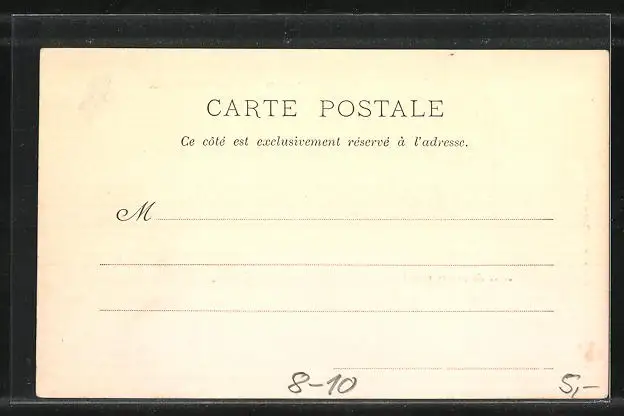 CARTE POSTALE
Ce côté est exclusivement réservé à l'adresse.
M
8-10
5,-